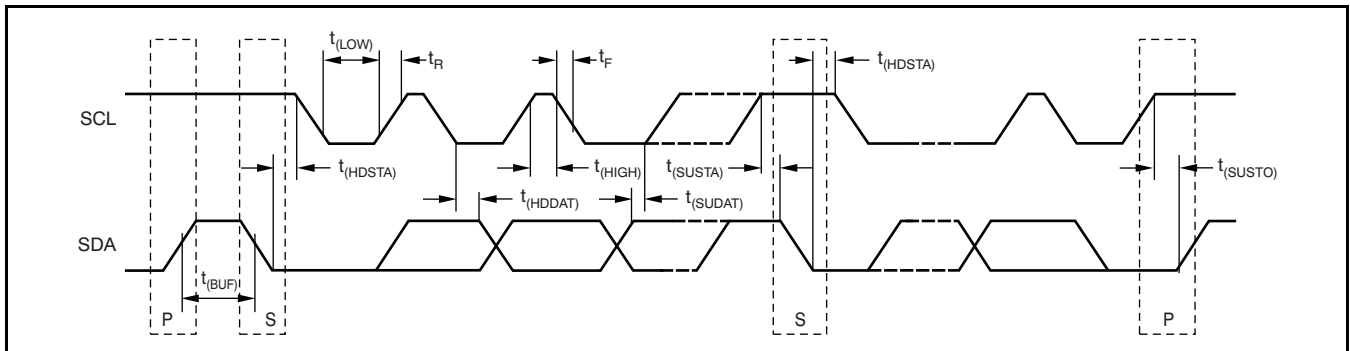 t(LOW)
tR
tF
t(HDSTA)
SCL
t(HDSTA)
t(HIGH)
t(SUSTA)
t(SUSTO)
t(HDDAT)
t(SUDAT)
SDA
t(BUF)
P
S
S
P